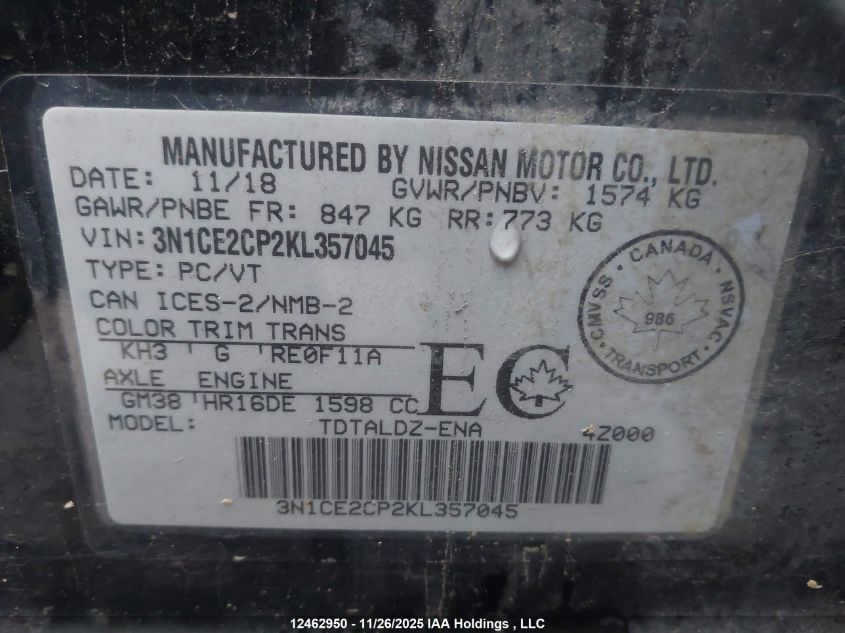 MANUFACTURED BY NISSAN MOTOR CO., LTD.
DATE: 11/18 GVWR/PNBV: 1574 KG
GAWR/PNBE FR: 847 KG RR: 773 KG
VIN: 3N1CE2CP2KL357045
TYPE: PC/VT
CAN ICES-2/NMB-2
COLOR TRIM TRANS
KH3 G RE0F11A
AXLE ENGINE
GM38 HR16DE 1598 CC
EC
CANADA · NSVAC · TRANSPORT · CMVSS ·
986
MODEL: TDTALDZ-ENA 4Z000
3N1CE2CP2KL357045
12462950 - 11/26/2025 IAA Holdings , LLC